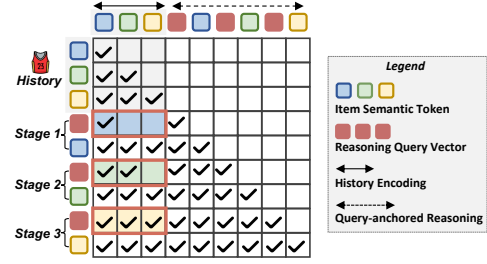 History
Stage 1
Stage 2
Stage 3
Legend
Item Semantic Token
Reasoning Query Vector
History Encoding
Query-anchored Reasoning